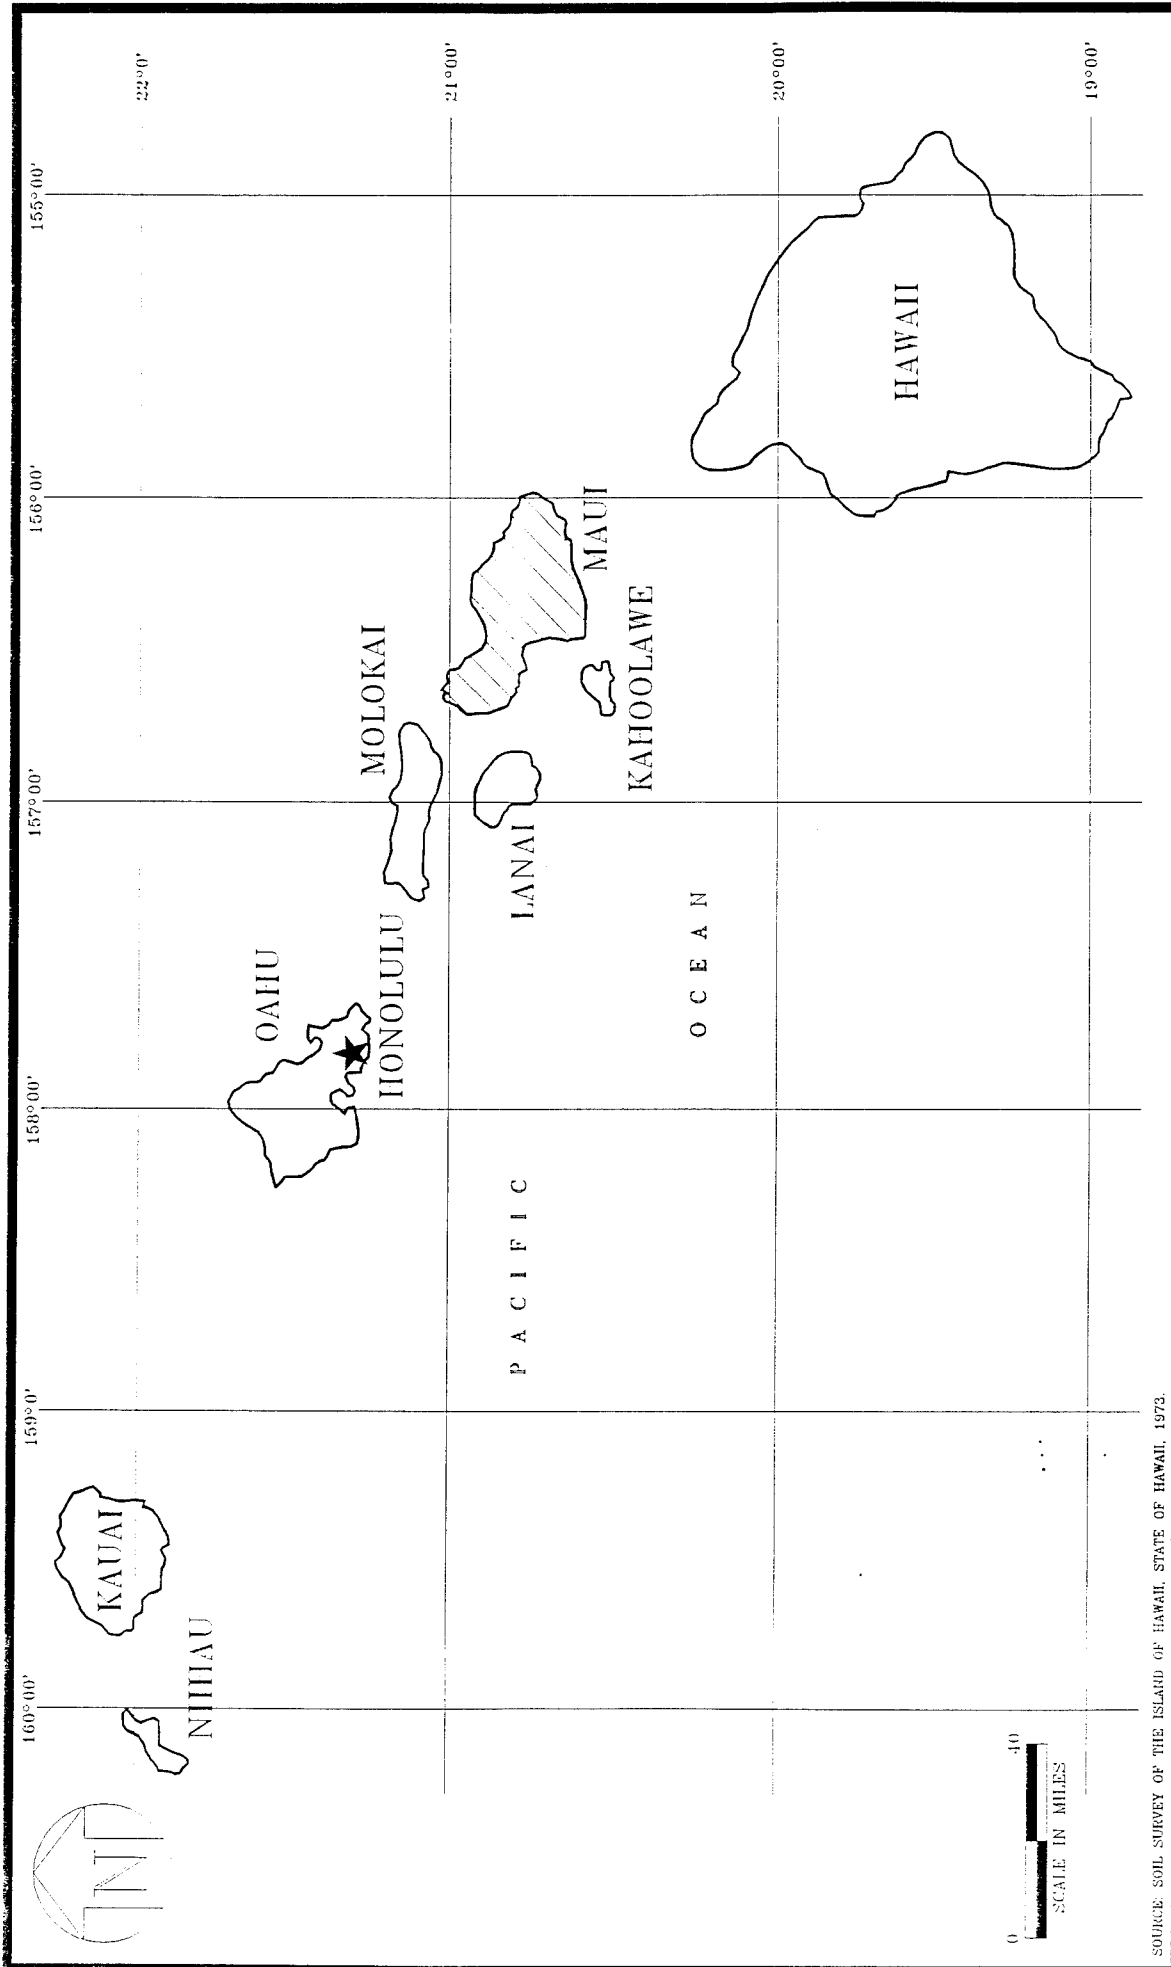 160°00'
159°0'
158°00'
157°00'
156°00'
155°00'
22°0'
21°00'
20°00'
19°00'
N
KAUAI
NIIHAU
OAHU
HONOLULU
MOLOKAI
LANAI
MAUI
KAHOOLAWE
HAWAII
PACIFIC
OCEAN
0 40
SCALE IN MILES
SOURCE: SOIL SURVEY OF THE ISLAND OF HAWAII, STATE OF HAWAII, 1973.